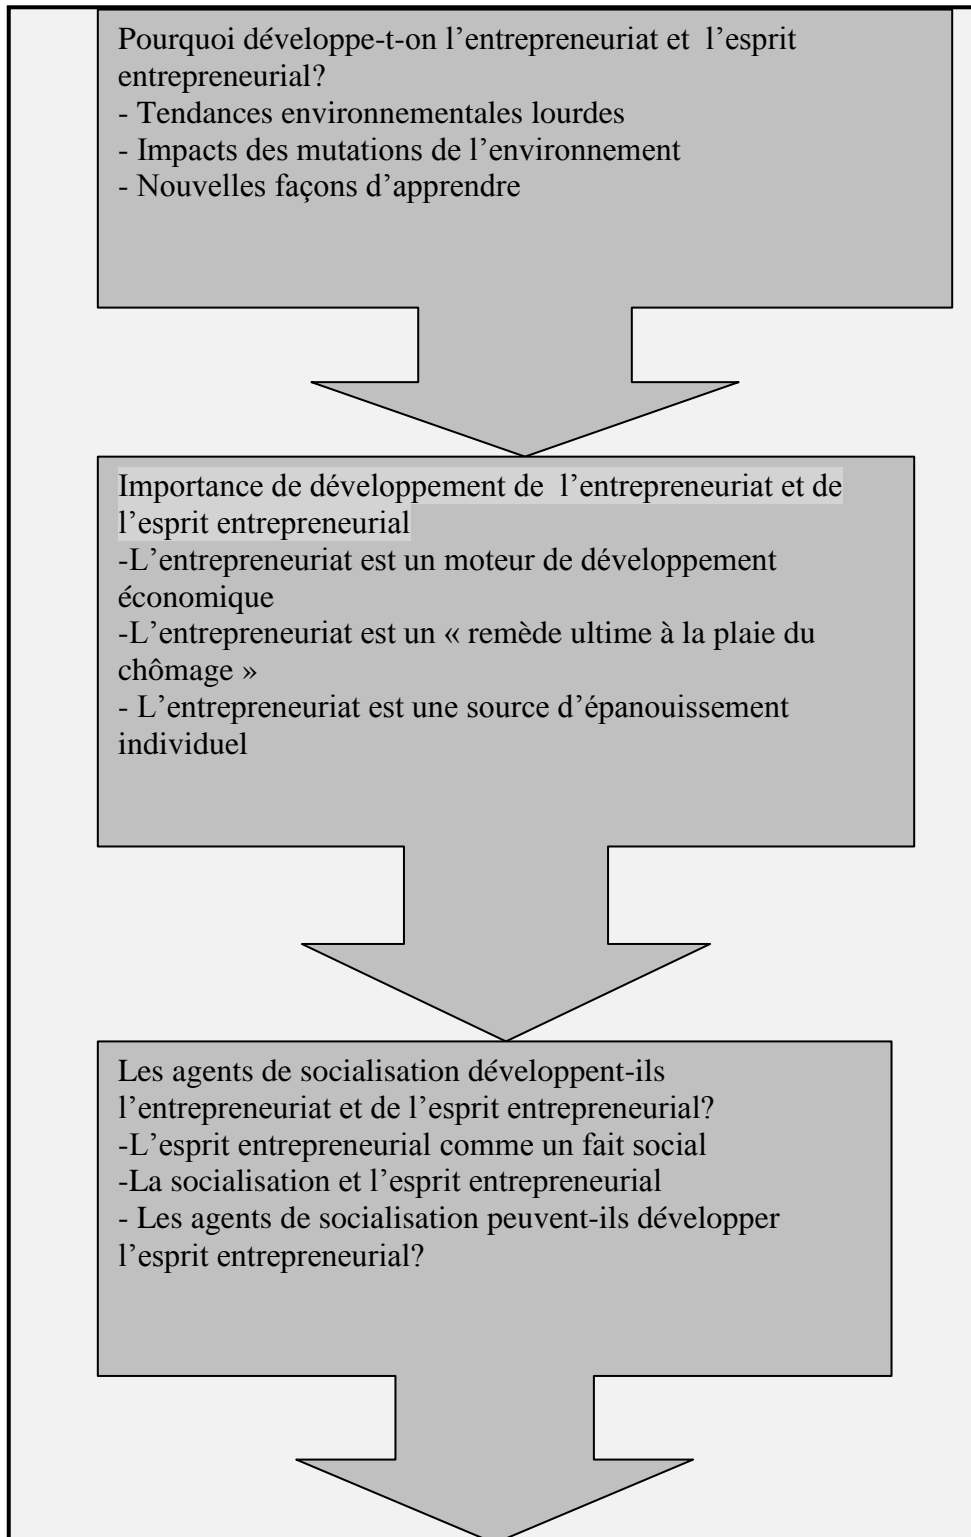 Pourquoi développe-t-on l’entrepreneuriat et  l’esprit
entrepreneurial?
- Tendances environnementales lourdes
- Impacts des mutations de l’environnement
- Nouvelles façons d’apprendre
Importance de développement de  l’entrepreneuriat et de
l’esprit entrepreneurial
-L’entrepreneuriat est un moteur de développement
économique
-L’entrepreneuriat est un « remède ultime à la plaie du
chômage »
- L’entrepreneuriat est une source d’épanouissement
individuel
Les agents de socialisation développent-ils
l’entrepreneuriat et de l’esprit entrepreneurial?
-L’esprit entrepreneurial comme un fait social
-La socialisation et l’esprit entrepreneurial
- Les agents de socialisation peuvent-ils développer
l’esprit entrepreneurial?